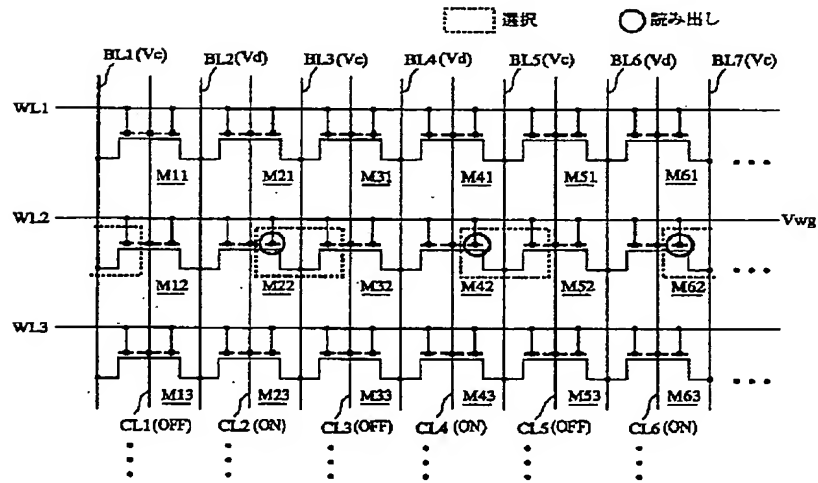 選択 読み出し
BL1(Vc) BL2(Vd) BL3(Vc) BL4(Vd) BL5(Vc) BL6(Vd) BL7(Vc)
WL1
M11 M21 M31 M41 M51 M61
WL2 Vwg
M12 M22 M32 M42 M52 M62
WL3
M13 M23 M33 M43 M53 M63
CL1(OFF) CL2(ON) CL3(OFF) CL4(ON) CL5(OFF) CL6(ON)